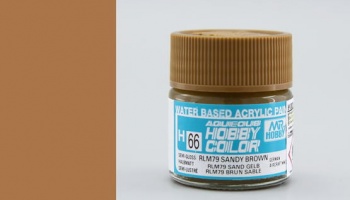 WATER BASED ACRYLIC PAI
AQUEOUS
HOBBY
COLOR
H 66
MR.HOBBY
SEMI-GLOSS
RLM79 SANDY BROWN
RLM79 SAND GELB
RLM79 BRUN SABLE